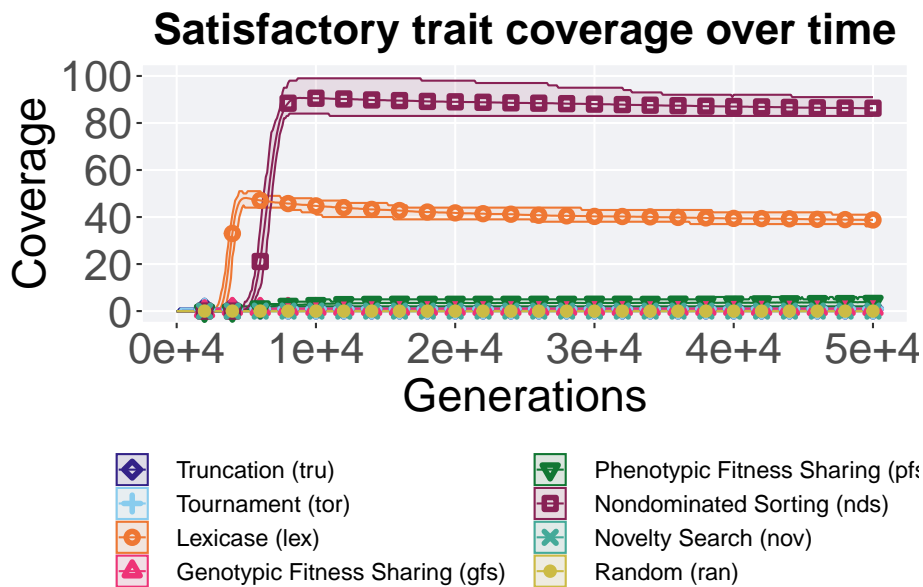 Satisfactory trait coverage over time
Coverage
100
80
60
40
20
0
0e+4 1e+4 2e+4 3e+4 4e+4 5e+4
Generations
Truncation (tru)
Tournament (tor)
Lexicase (lex)
Genotypic Fitness Sharing (gfs)
Phenotypic Fitness Sharing (pfs
Nondominated Sorting (nds)
Novelty Search (nov)
Random (ran)